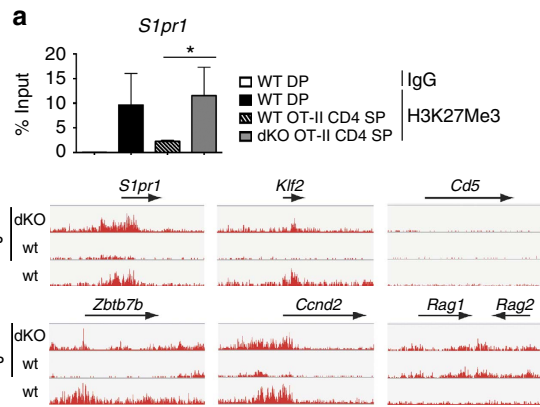 a
S1pr1
*
% Input
20
15
10
5
0
WT DP
WT DP
WT OT-II CD4 SP
dKO OT-II CD4 SP
IgG
H3K27Me3
S1pr1 Klf2 Cd5
dKO
wt
wt
Zbtb7b Ccnd2 Rag1 Rag2
dKO
wt
wt